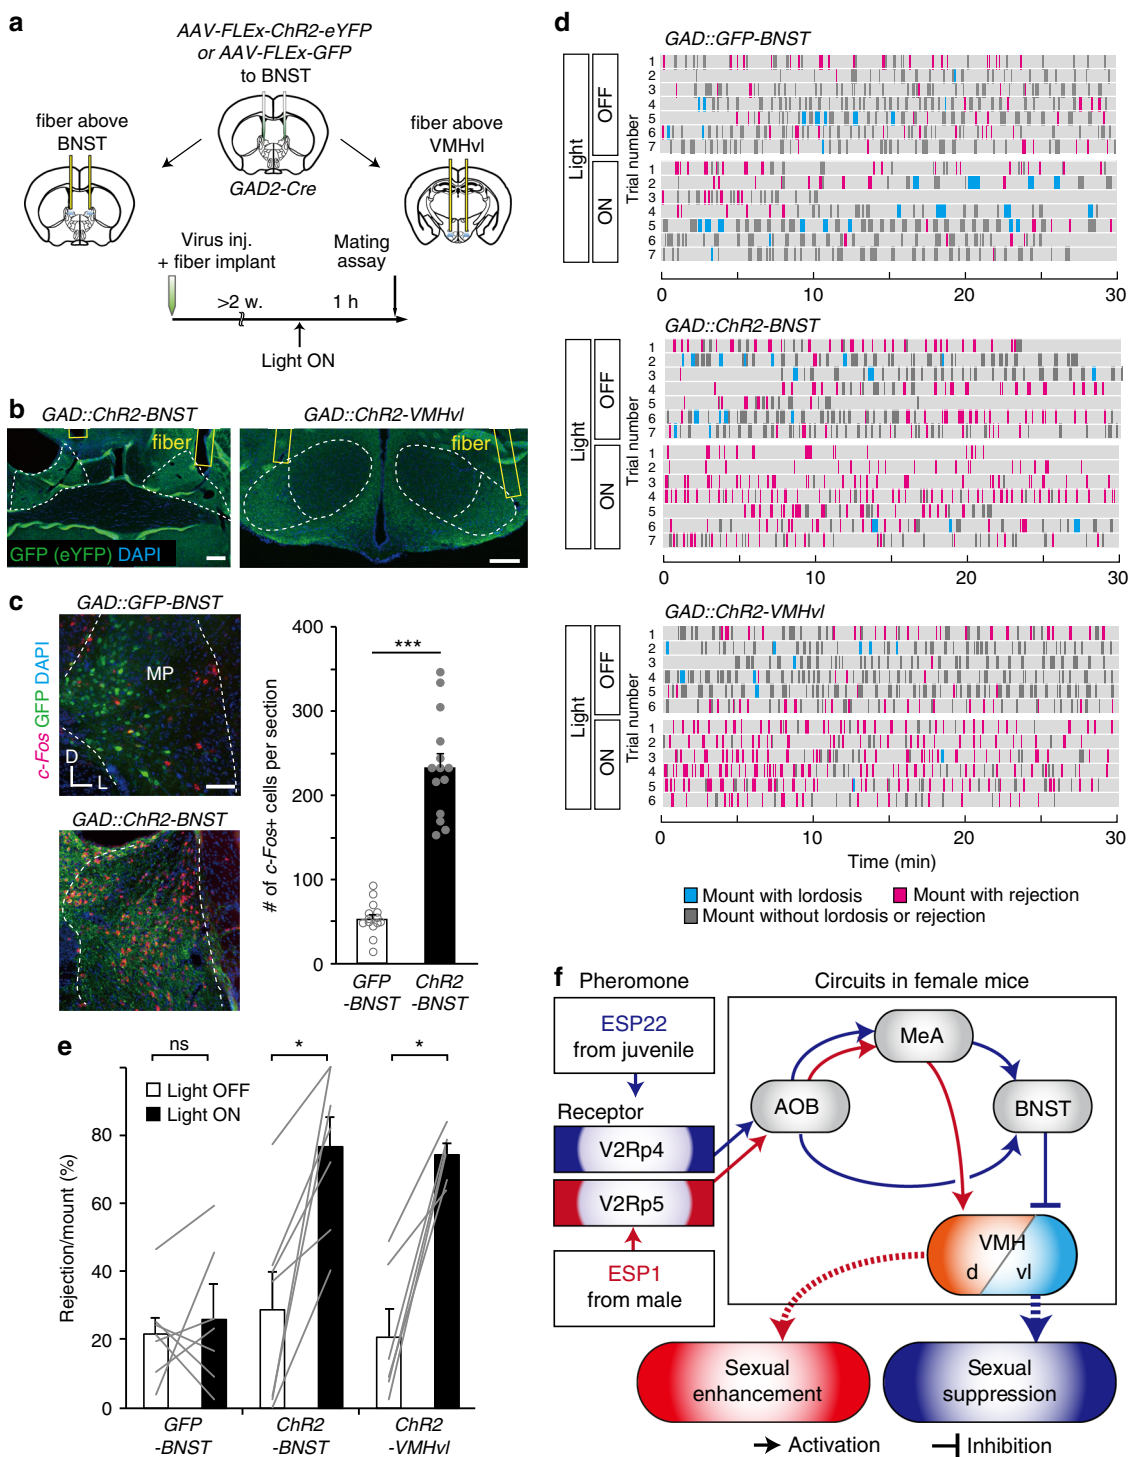 a
AAV-FLEx-ChR2-eYFP
or AAV-FLEx-GFP
to BNST
fiber above
BNST
fiber above
VMHvl
GAD2-Cre
Virus inj.
+ fiber implant
Mating
assay
>2 w.
1 h
Light ON
b
GAD::ChR2-BNST
GAD::ChR2-VMHvl
fiber
fiber
GFP (eYFP) DAPI
c
GAD::GFP-BNST
c-Fos GFP DAPI
MP
D
L
GAD::ChR2-BNST
# of c-Fos+ cells per section
400
300
200
100
0
***
GFP
-BNST
ChR2
-BNST
d
GAD::GFP-BNST
Light
OFF
ON
Trial number
1
2
3
4
5
6
7
1
2
3
4
5
6
7
0 10 20 30
GAD::ChR2-BNST
Light
OFF
ON
Trial number
1
2
3
4
5
6
7
1
2
3
4
5
6
7
0 10 20 30
GAD::ChR2-VMHvl
Light
OFF
ON
Trial number
1
2
3
4
5
6
1
2
3
4
5
6
0 10 20 30
Time (min)
Mount with lordosis
Mount with rejection
Mount without lordosis or rejection
e
ns
*
*
Light OFF
Light ON
Rejection/mount (%)
80
60
40
20
0
GFP
-BNST
ChR2
-BNST
ChR2
-VMHvl
f
Pheromone
Circuits in female mice
ESP22
from juvenile
Receptor
V2Rp4
V2Rp5
ESP1
from male
MeA
AOB
BNST
VMH
d
vl
Sexual
enhancement
Sexual
suppression
Activation
Inhibition